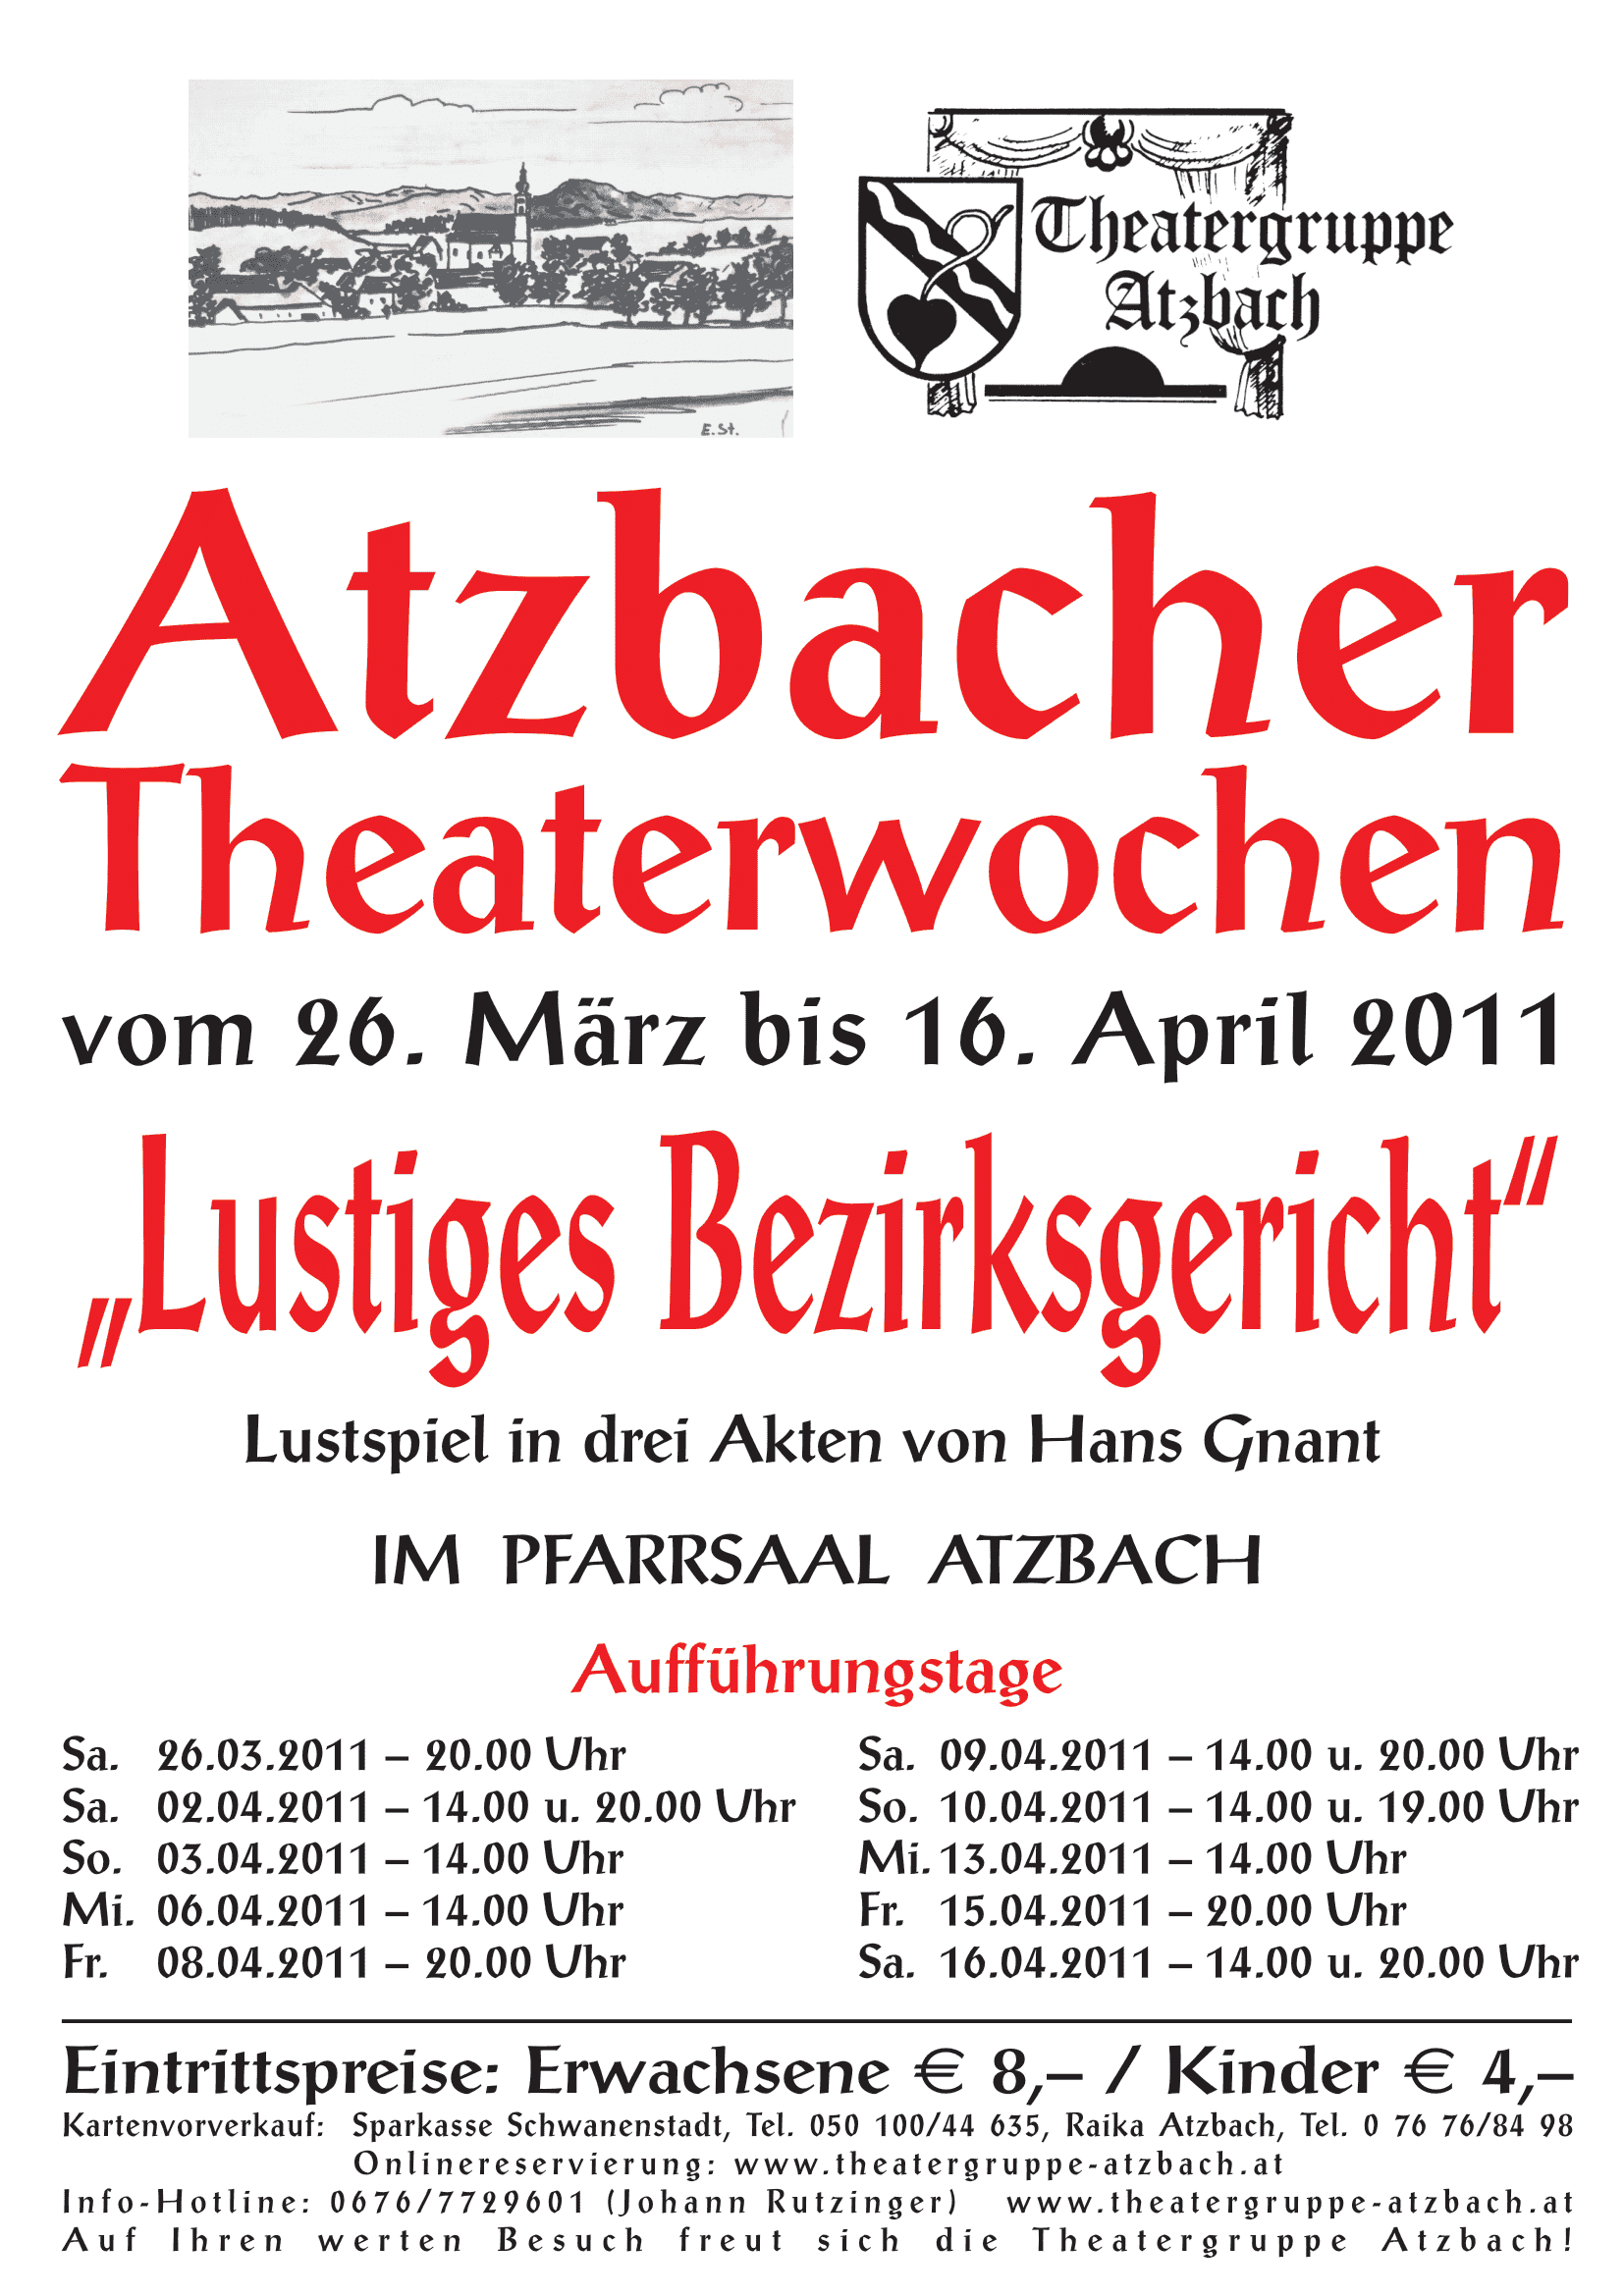 E.St.
Theatergruppe
Atzbach
Atzbacher
Theaterwochen
vom 26. März bis 16. April 2011
„Lustiges Bezirksgericht“
Lustspiel in drei Akten von Hans Gnant
IM PFARRSAAL ATZBACH
Aufführungstage
Sa. 26.03.2011 – 20.00 Uhr
Sa. 02.04.2011 – 14.00 u. 20.00 Uhr
So. 03.04.2011 – 14.00 Uhr
Mi. 06.04.2011 – 14.00 Uhr
Fr. 08.04.2011 – 20.00 Uhr
Sa. 09.04.2011 – 14.00 u. 20.00 Uhr
So. 10.04.2011 – 14.00 u. 19.00 Uhr
Mi. 13.04.2011 – 14.00 Uhr
Fr. 15.04.2011 – 20.00 Uhr
Sa. 16.04.2011 – 14.00 u. 20.00 Uhr
Eintrittspreise: Erwachsene € 8,– / Kinder € 4,–
Kartenvorverkauf: Sparkasse Schwanenstadt, Tel. 050 100/44 635, Raika Atzbach, Tel. 0 76 76/84 98
Onlinereservierung: www.theatergruppe-atzbach.at
Info-Hotline: 0676/7729601 (Johann Rutzinger) www.theatergruppe-atzbach.at
Auf Ihren werten Besuch freut sich die Theatergruppe Atzbach!